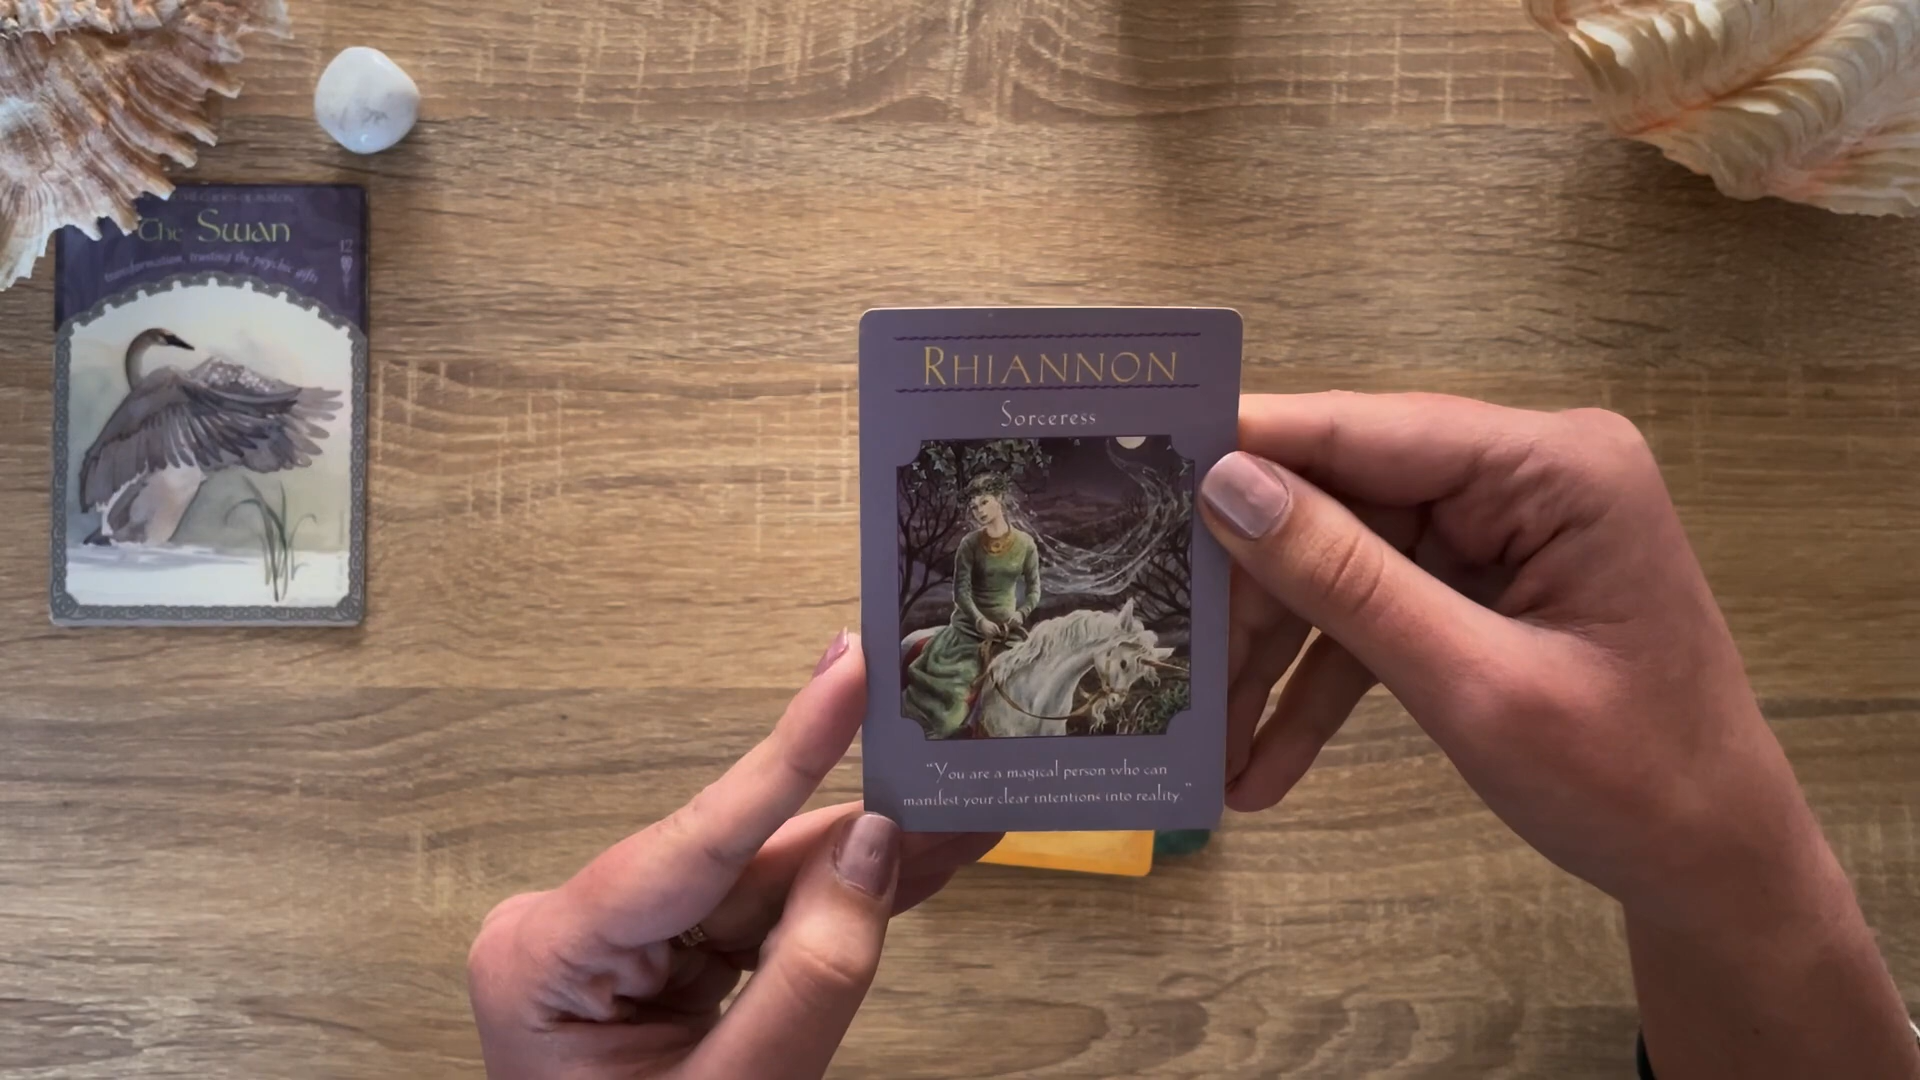 The Swan
12
transformation, trusting the psychic gifts
RHIANNON
Sorceress
“You are a magical person who can
manifest your clear intentions into reality.”